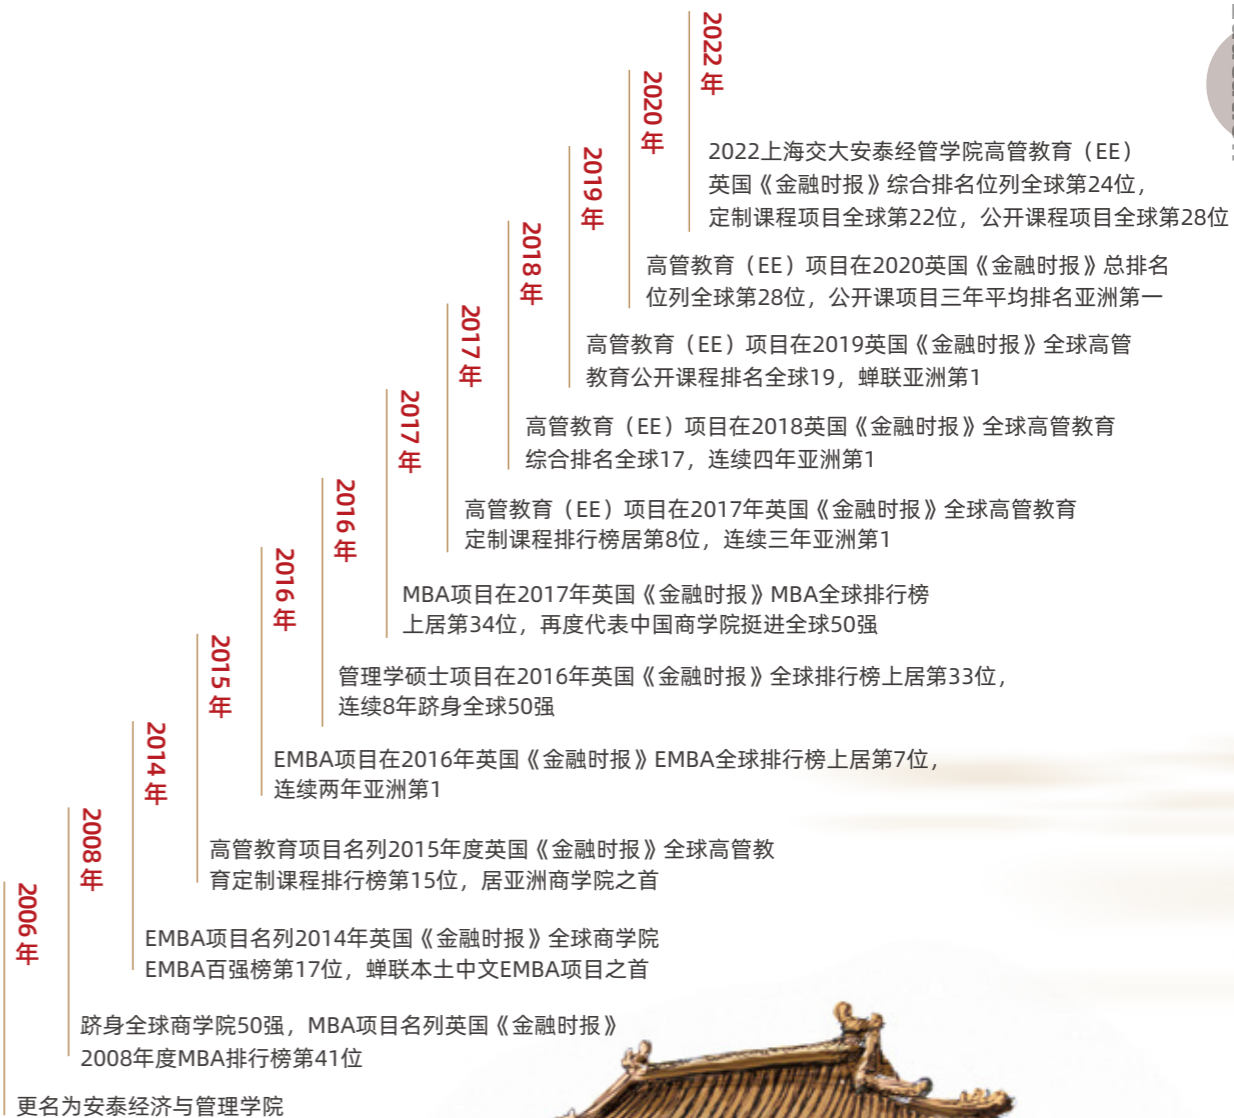 2022年
2022上海交大安泰经管学院高管教育（EE）
英国《金融时报》综合排名位列全球第24位，
定制课程项目全球第22位，公开课程项目全球第28位
2020年
高管教育（EE）项目在2020英国《金融时报》总排名
位列全球第28位，公开课项目三年平均排名亚洲第一
2019年
高管教育（EE）项目在2019英国《金融时报》全球高管
教育公开课程排名全球19，蝉联亚洲第1
2018年
高管教育（EE）项目在2018英国《金融时报》全球高管教育
综合排名全球17，连续四年亚洲第1
2017年
高管教育（EE）项目在2017年英国《金融时报》全球高管教育
定制课程排行榜居第8位，连续三年亚洲第1
2017年
MBA项目在2017年英国《金融时报》MBA全球排行榜
上居第34位，再度代表中国商学院挺进全球50强
2016年
管理学硕士项目在2016年英国《金融时报》全球排行榜上居第33位，
连续8年跻身全球50强
2016年
EMBA项目在2016年英国《金融时报》EMBA全球排行榜上居第7位，
连续两年亚洲第1
2015年
高管教育项目名列2015年度英国《金融时报》全球高管教
育定制课程排行榜第15位，居亚洲商学院之首
2014年
EMBA项目名列2014年英国《金融时报》全球商学院
EMBA百强榜第17位，蝉联本土中文EMBA项目之首
2008年
跻身全球商学院50强，MBA项目名列英国《金融时报》
2008年度MBA排行榜第41位
2006年
更名为安泰经济与管理学院